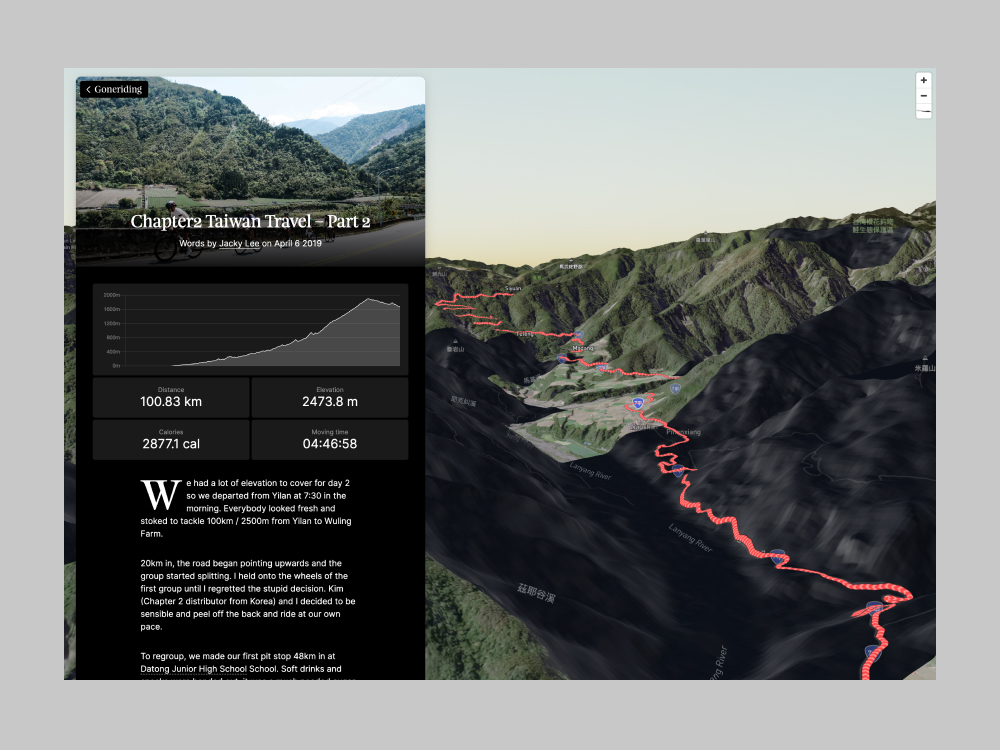 Goneriding
Chapter2 Taiwan Travel – Part 2
Words by Jacky Lee on April 6 2019
2000m
1600m
1200m
800m
400m
0m
Distance
100.83 km
Elevation
2473.8 m
Calories
2877.1 cal
Moving time
04:46:58
We had a lot of elevation to cover for day 2
so we departed from Yilan at 7:30 in the
morning. Everybody looked fresh and
stoked to tackle 100km / 2500m from Yilan to Wuling
Farm.
20km in, the road began pointing upwards and the
group started splitting. I held onto the wheels of the
first group until I regretted the stupid decision. Kim
(Chapter 2 distributor from Korea) and I decided to be
sensible and peel off the back and ride at our own
pace.
To regroup, we made our first pit stop 48km in at
Datong Junior High School School. Soft drinks and
+
−
Siquan
米羅山
Lanyang River
Lanyang River
茲耶谷溪
ng River